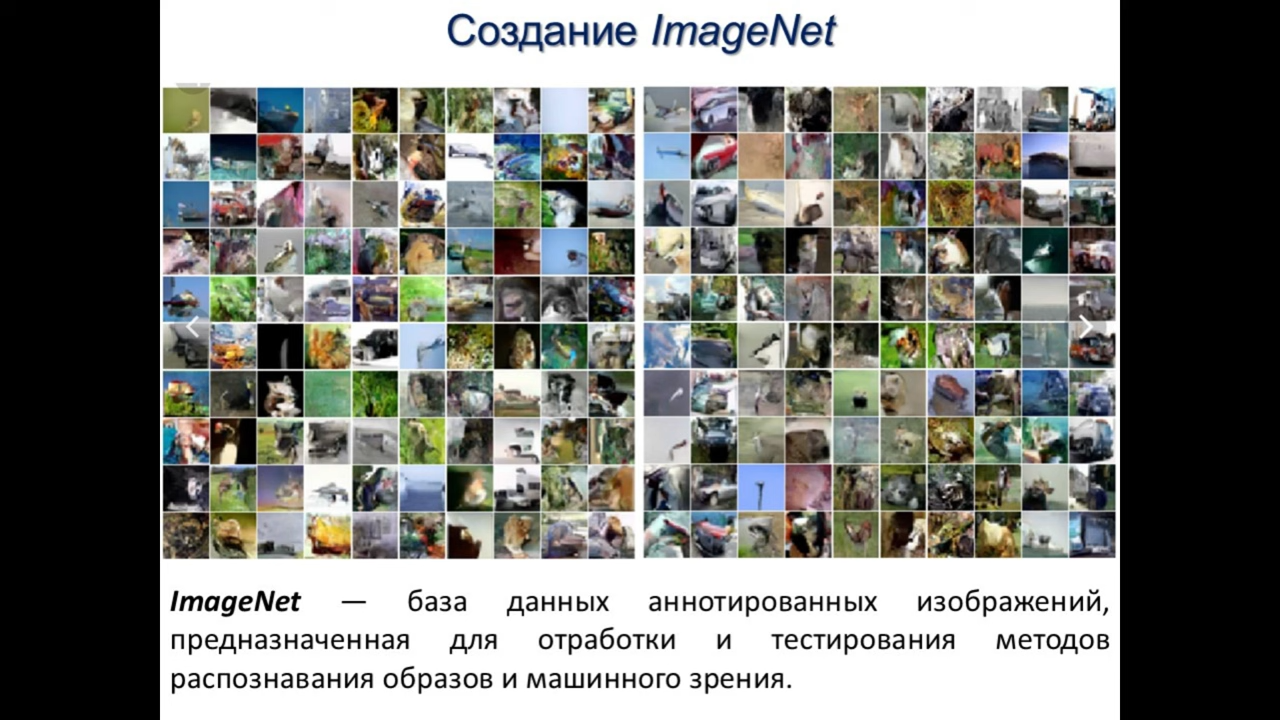 Создание ImageNet
ImageNet — база данных аннотированных изображений,
предназначенная для отработки и тестирования методов
распознавания образов и машинного зрения.